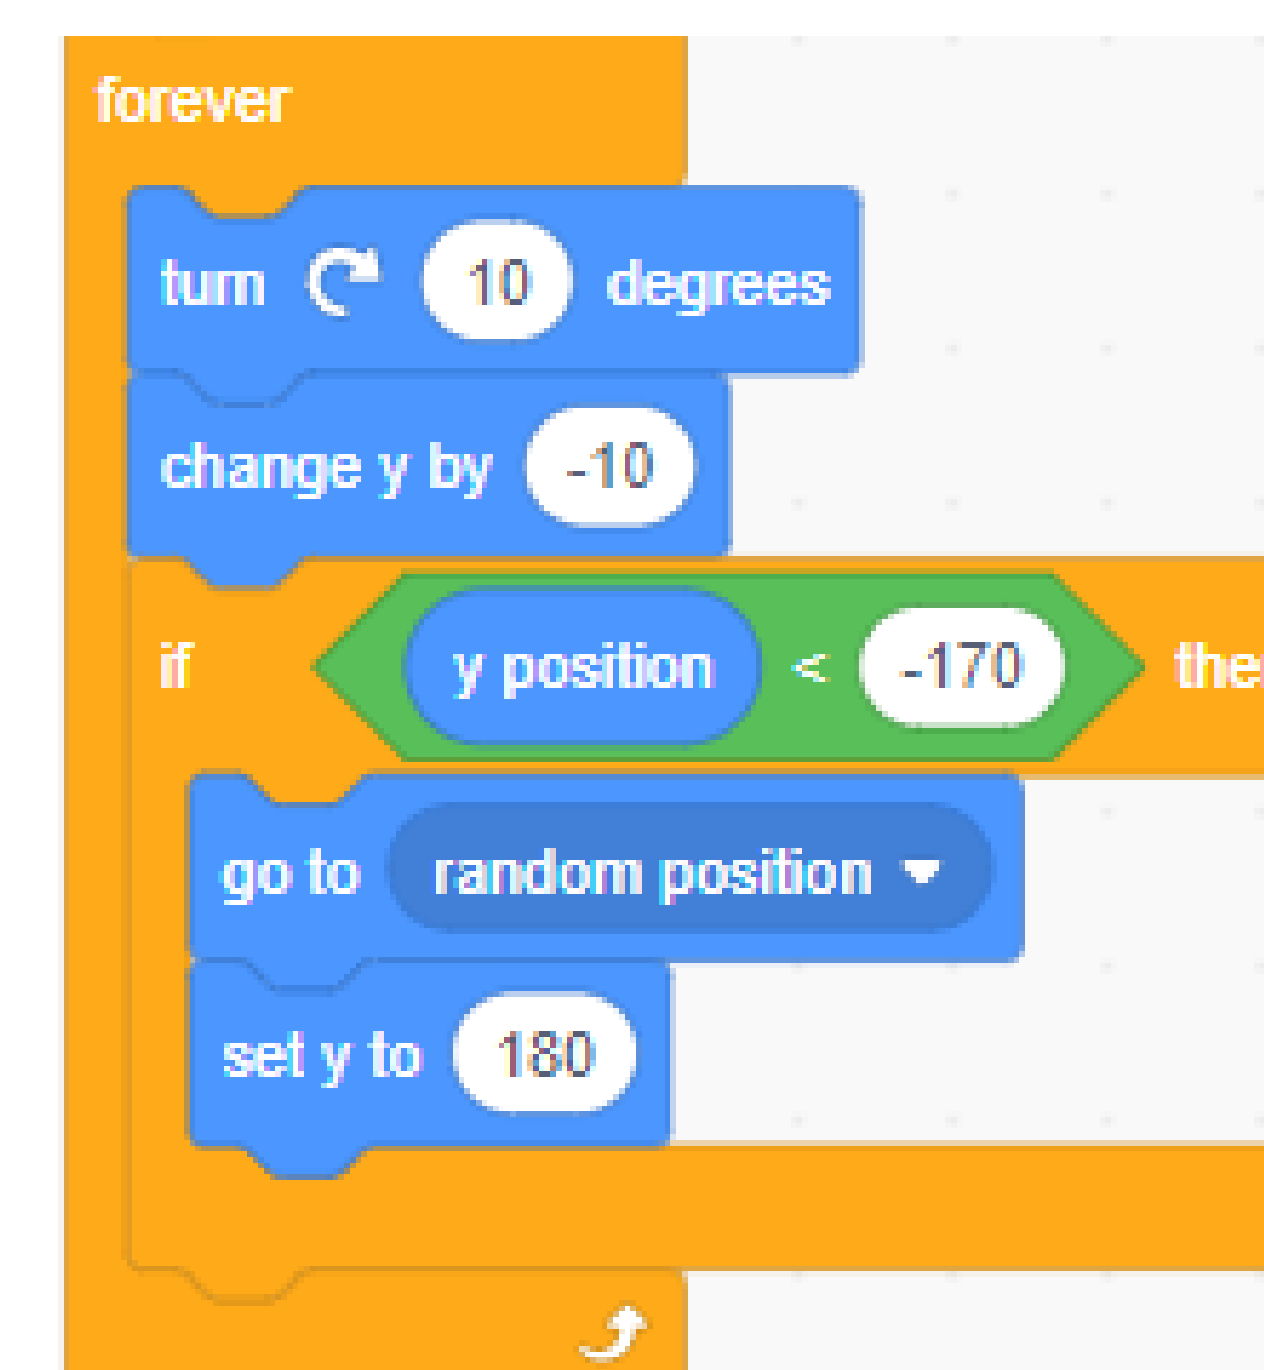 forever
turn 10 degrees
change y by -10
if y position < -170
go to random position
set y to 180